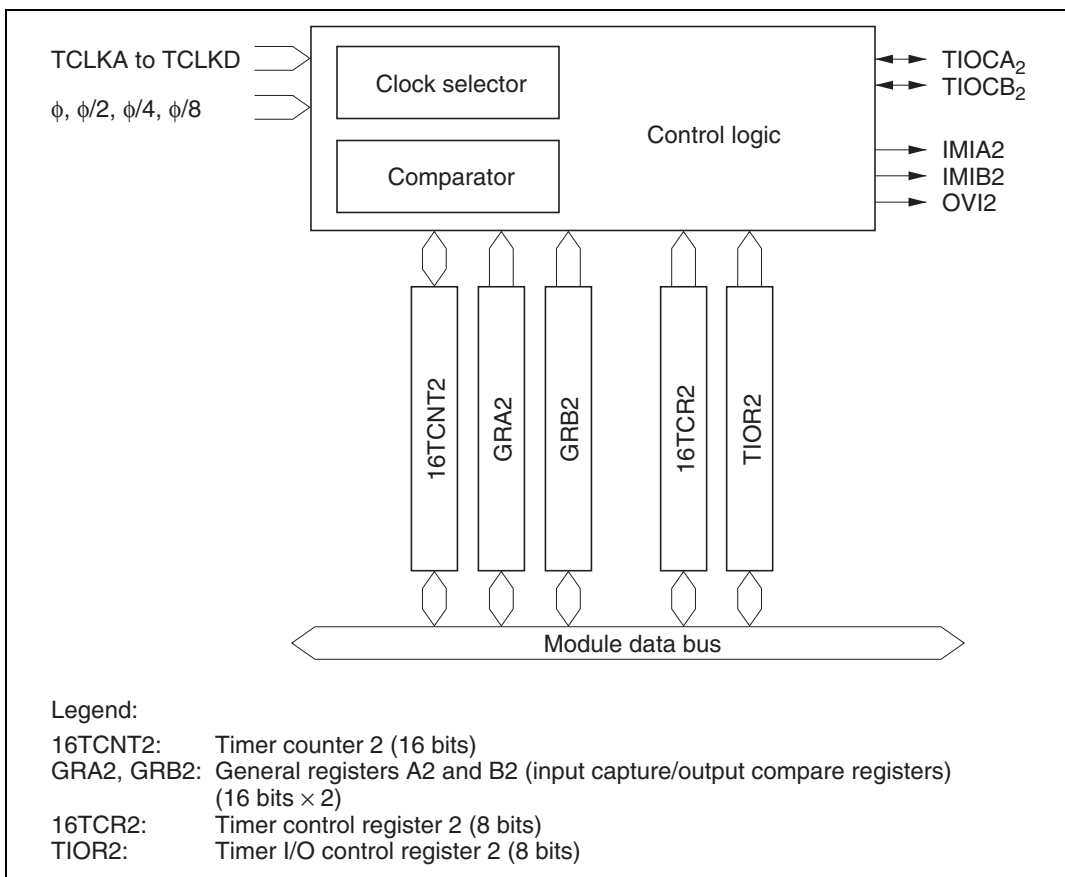 TCLKA to TCLKD
ϕ, ϕ/2, ϕ/4, ϕ/8
Clock selector
Comparator
Control logic
TIOCA₂
TIOCB₂
IMIA2
IMIB2
OVI2
16TCNT2
GRA2
GRB2
16TCR2
TIOR2
Module data bus
Legend:
16TCNT2: Timer counter 2 (16 bits)
GRA2, GRB2: General registers A2 and B2 (input capture/output compare registers)
(16 bits × 2)
16TCR2: Timer control register 2 (8 bits)
TIOR2: Timer I/O control register 2 (8 bits)